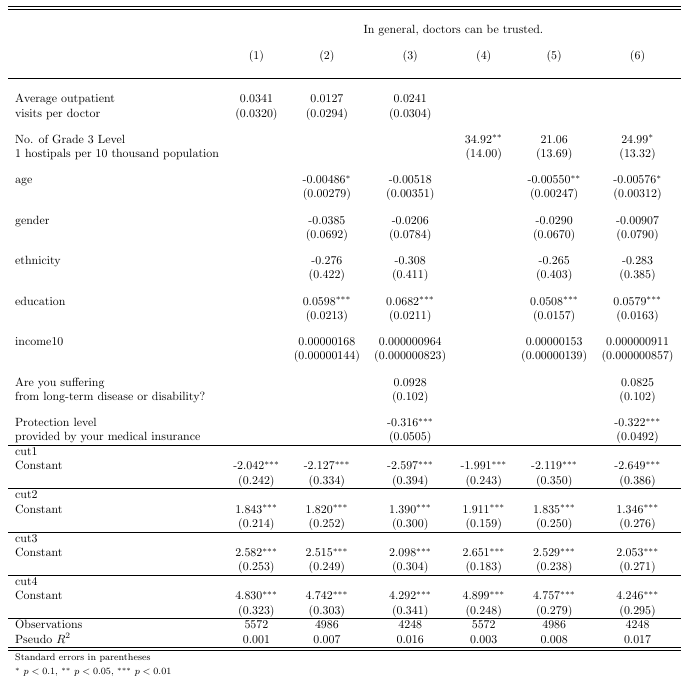 In general, doctors can be trusted.
(1) (2) (3) (4) (5) (6)
Average outpatient 0.0341 0.0127 0.0241
visits per doctor (0.0320) (0.0294) (0.0304)
No. of Grade 3 Level 34.92** 21.06 24.99*
1 hostipals per 10 thousand population (14.00) (13.69) (13.32)
age -0.00486* -0.00518 -0.00550** -0.00576*
(0.00279) (0.00351) (0.00247) (0.00312)
gender -0.0385 -0.0206 -0.0290 -0.00907
(0.0692) (0.0784) (0.0670) (0.0790)
ethnicity -0.276 -0.308 -0.265 -0.283
(0.422) (0.411) (0.403) (0.385)
education 0.0598*** 0.0682*** 0.0508*** 0.0579***
(0.0213) (0.0211) (0.0157) (0.0163)
income10 0.00000168 0.000000964 0.00000153 0.000000911
(0.00000144) (0.000000823) (0.00000139) (0.000000857)
Are you suffering 0.0928 0.0825
from long-term disease or disability? (0.102) (0.102)
Protection level -0.316*** -0.322***
provided by your medical insurance (0.0505) (0.0492)
cut1
Constant -2.042*** -2.127*** -2.597*** -1.991*** -2.119*** -2.649***
(0.242) (0.334) (0.394) (0.243) (0.350) (0.386)
cut2
Constant 1.843*** 1.820*** 1.390*** 1.911*** 1.835*** 1.346***
(0.214) (0.252) (0.300) (0.159) (0.250) (0.276)
cut3
Constant 2.582*** 2.515*** 2.098*** 2.651*** 2.529*** 2.053***
(0.253) (0.249) (0.304) (0.183) (0.238) (0.271)
cut4
Constant 4.830*** 4.742*** 4.292*** 4.899*** 4.757*** 4.246***
(0.323) (0.303) (0.341) (0.248) (0.279) (0.295)
Observations 5572 4986 4248 5572 4986 4248
Pseudo R² 0.001 0.007 0.016 0.003 0.008 0.017
Standard errors in parentheses
* p < 0.1, ** p < 0.05, *** p < 0.01